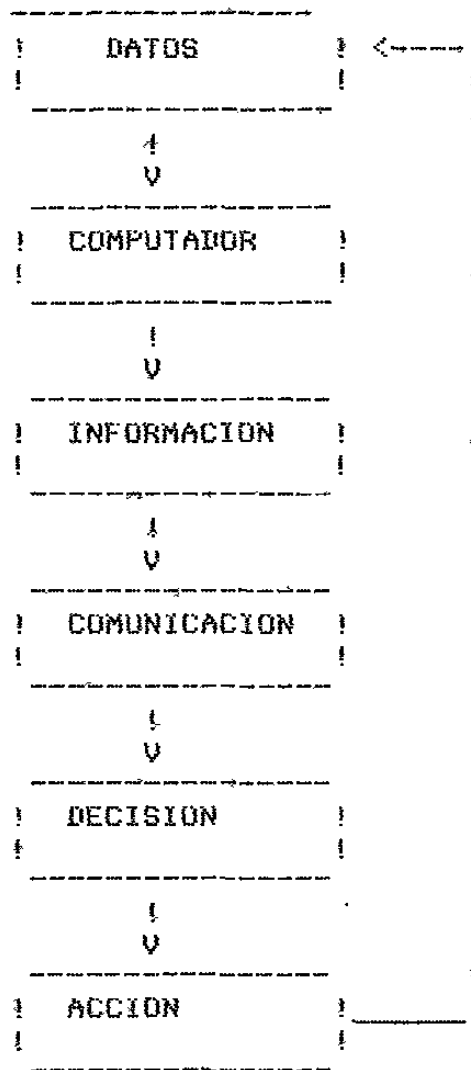 DATOS
COMPUTADOR
INFORMACION
COMUNICACION
DECISION
ACCION